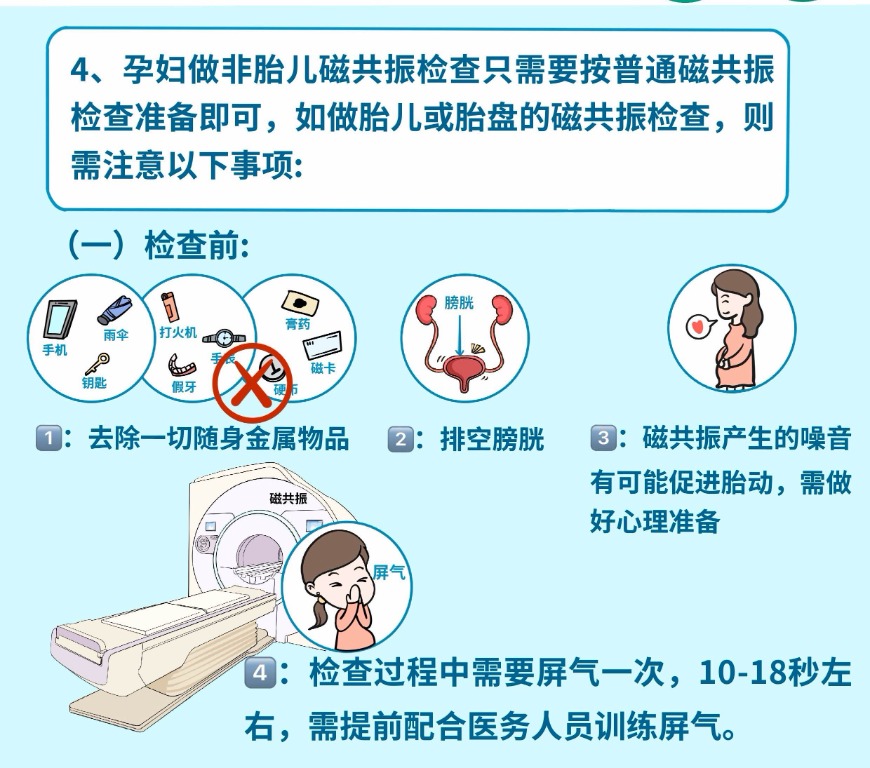 4、孕妇做非胎儿磁共振检查只需要按普通磁共振
检查准备即可，如做胎儿或胎盘的磁共振检查，则
需注意以下事项:
（一）检查前:
手机
雨伞
钥匙
打火机
手表
假牙
膏药
磁卡
硬币
膀胱
1：去除一切随身金属物品
2：排空膀胱
3：磁共振产生的噪音
有可能促进胎动，需做
好心理准备
磁共振
屏气
4：检查过程中需要屏气一次，10-18秒左
右，需提前配合医务人员训练屏气。